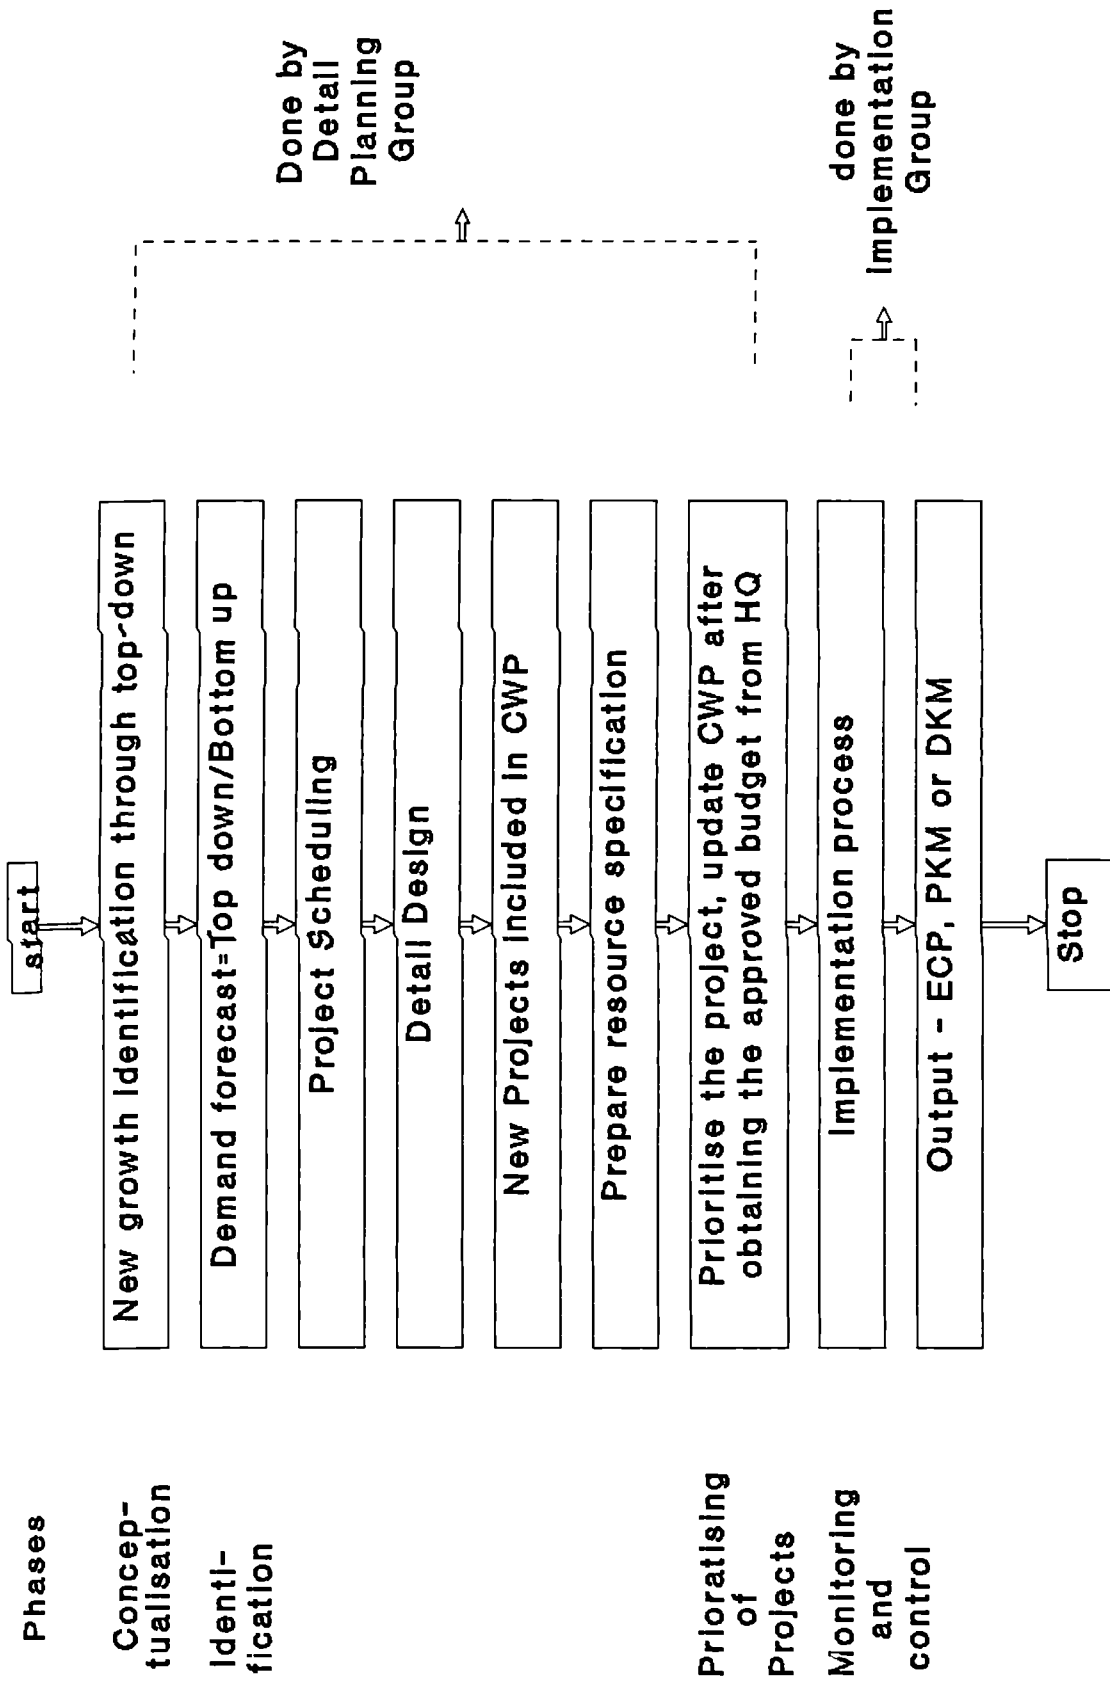 Phases
start
Concep-
tualisation
New growth identification through top-down
Identi-
fication
Demand forecast=Top down/Bottom up
Project Scheduling
Detail Design
New Projects included in CWP
Prepare resource specification
Prioratising
of
Projects
Prioritise the project, update CWP after
obtaining the approved budget from HQ
Monitoring
and
control
Implementation process
Output - ECP, PKM or DKM
Stop
Done by
Detail
Planning
Group
done by
Implementation
Group